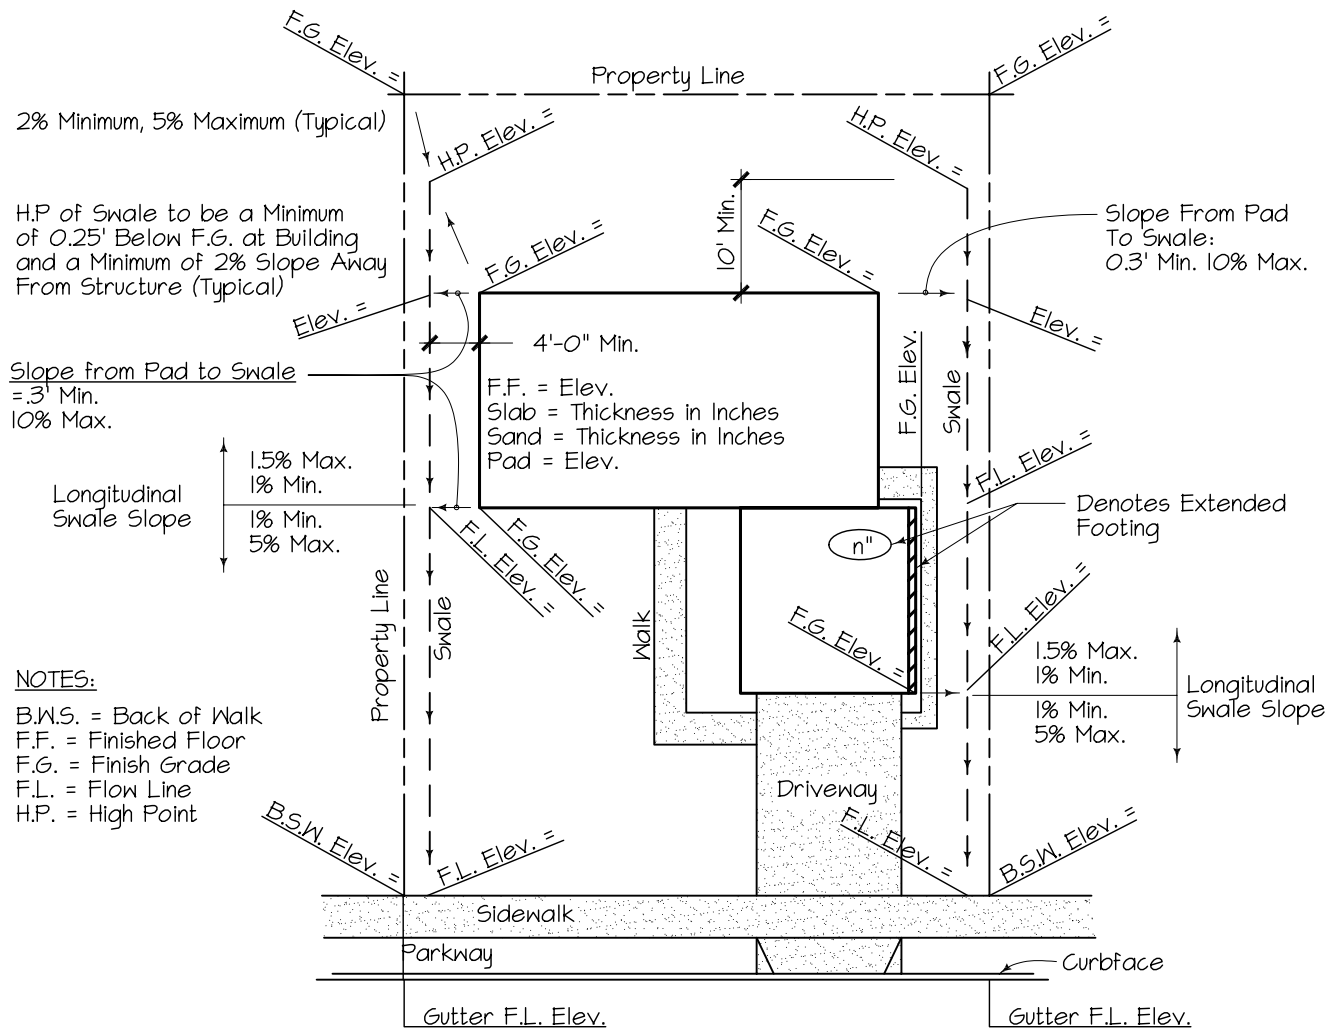 F.G. Elev. =
F.G. Elev. =
Property Line
2% Minimum, 5% Maximum (Typical)
H.P. Elev. =
H.P. Elev. =
H.P of Swale to be a Minimum
of 0.25' Below F.G. at Building
and a Minimum of 2% Slope Away
From Structure (Typical)
10' Min.
F.G. Elev. =
F.G. Elev. =
Slope From Pad
To Swale:
0.3' Min. 10% Max.
Elev. =
Elev. =
4'-0" Min.
Slope from Pad to Swale
=.3' Min.
10% Max.
F.F. = Elev.
Slab = Thickness in Inches
Sand = Thickness in Inches
Pad = Elev.
F.G. Elev.
Swale
1.5% Max.
1% Min.
Longitudinal
Swale Slope
1% Min.
5% Max.
F.L. Elev. =
Denotes Extended
Footing
n"
F.L. Elev. =
F.G. Elev. =
Property Line
Swale
Walk
F.G. Elev. =
F.L. Elev. =
1.5% Max.
1% Min.
Longitudinal
Swale Slope
1% Min.
5% Max.
NOTES:
B.W.S. = Back of Walk
F.F. = Finished Floor
F.G. = Finish Grade
F.L. = Flow Line
H.P. = High Point
Driveway
B.S.W. Elev. =
F.L. Elev. =
F.L. Elev. =
B.S.W. Elev. =
Sidewalk
Parkway
Curbface
Gutter F.L. Elev.
Gutter F.L. Elev.